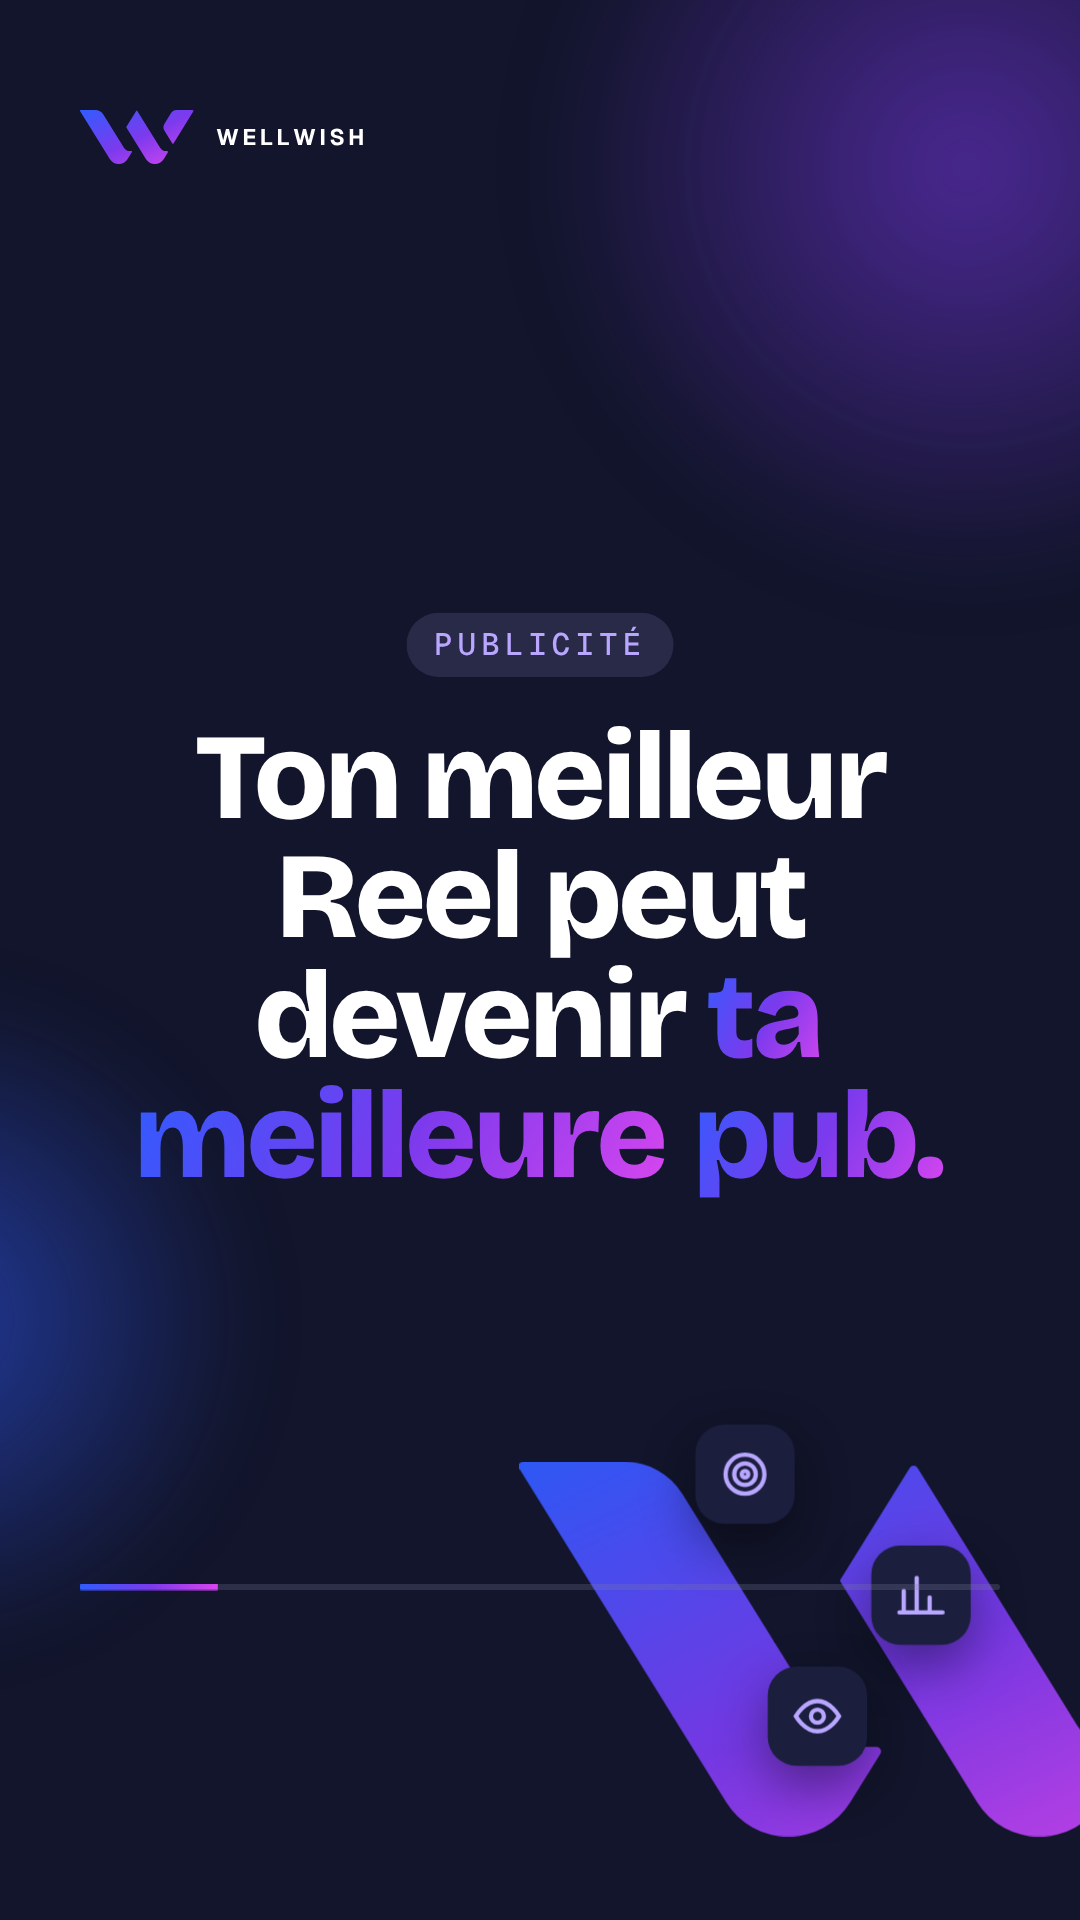 WELLWISH
PUBLICITÉ
Ton meilleur
Reel peut
devenir ta
meilleure pub.